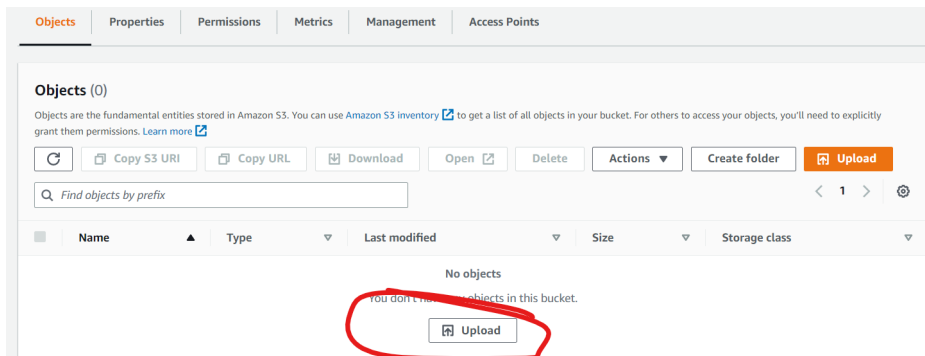 Objects Properties Permissions Metrics Management Access Points
Objects (0)
Objects are the fundamental entities stored in Amazon S3. You can use Amazon S3 inventory to get a list of all objects in your bucket. For others to access your objects, you'll need to explicitly
grant them permissions. Learn more
Copy S3 URI Copy URL Download Open Delete Actions Create folder Upload
Find objects by prefix 1
Name Type Last modified Size Storage class
No objects
You don't any objects in this bucket.
Upload